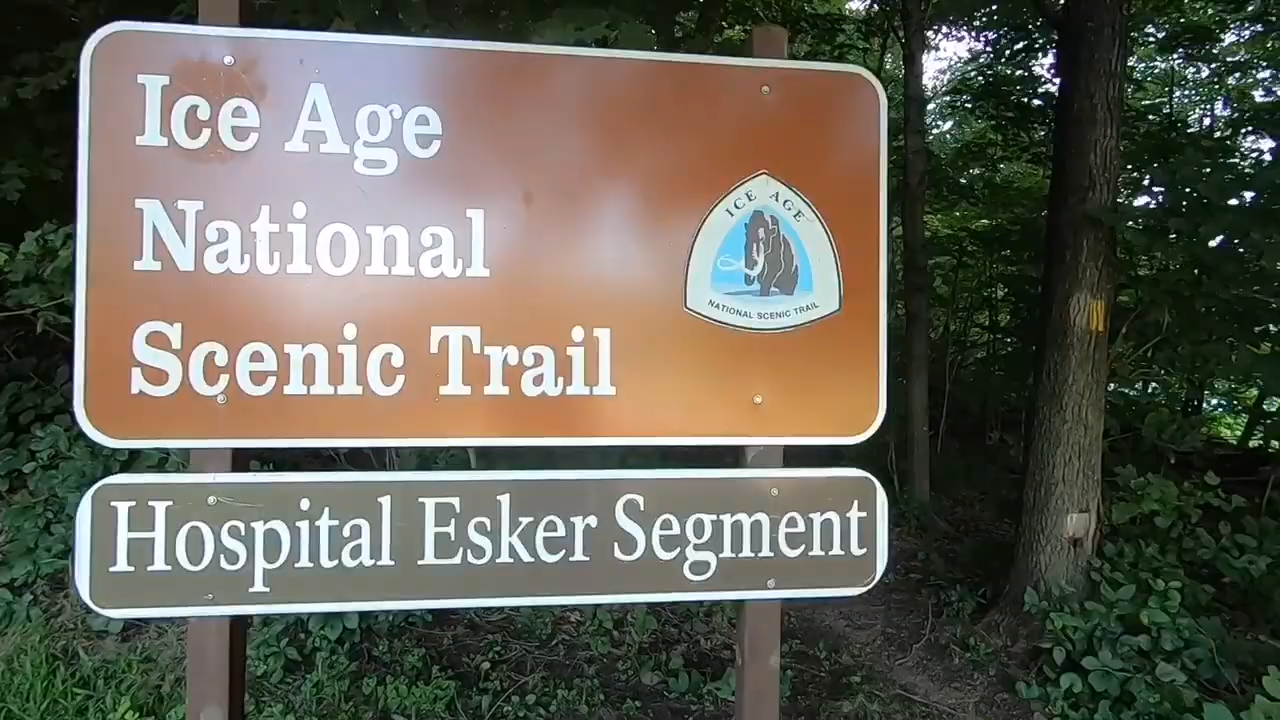 Ice Age
National
Scenic Trail
ICE AGE
NATIONAL SCENIC TRAIL
Hospital Esker Segment